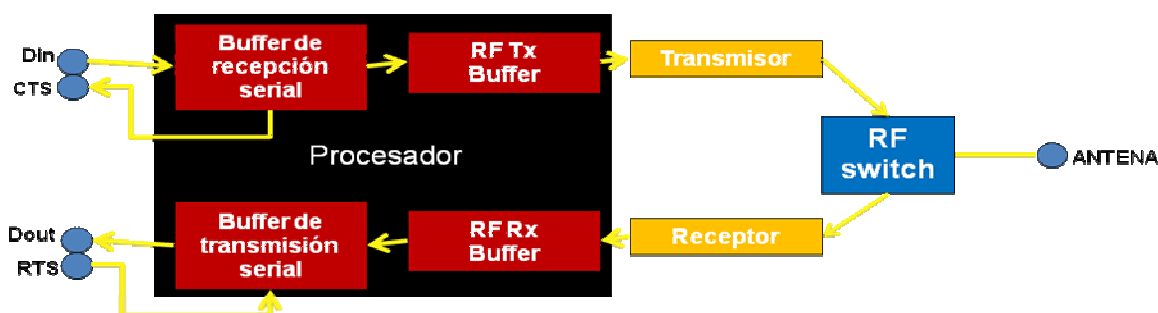 Din
CTS
Buffer de
recepción
serial
RF Tx
Buffer
Transmisor
Procesador
RF
switch
ANTENA
Dout
RTS
Buffer de
transmisión
serial
RF Rx
Buffer
Receptor